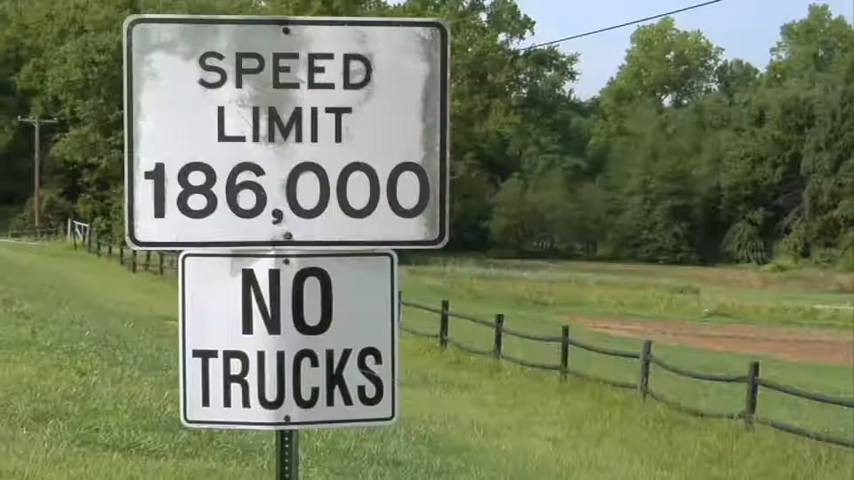 SPEED
LIMIT
186,000
NO
TRUCKS